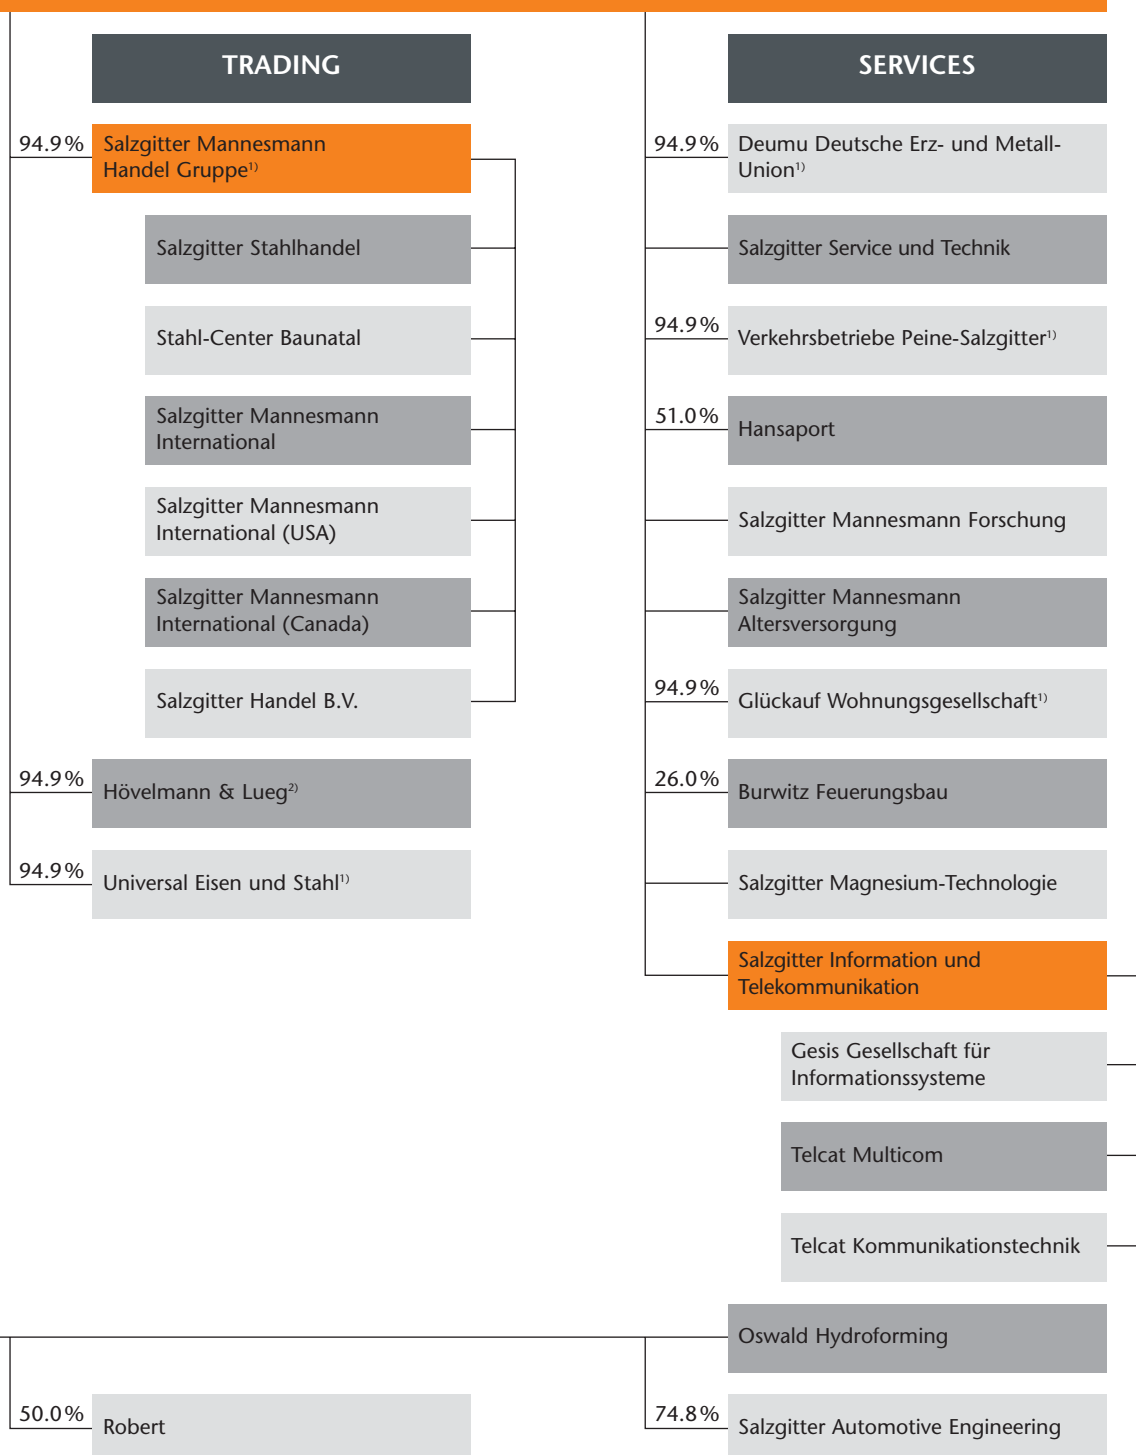 TRADING
94.9% Salzgitter Mannesmann
Handel Gruppe1)
Salzgitter Stahlhandel
Stahl-Center Baunatal
Salzgitter Mannesmann
International
Salzgitter Mannesmann
International (USA)
Salzgitter Mannesmann
International (Canada)
Salzgitter Handel B.V.
94.9% Hövelmann & Lueg2)
94.9% Universal Eisen und Stahl1)
50.0% Robert
SERVICES
94.9% Deumu Deutsche Erz- und Metall-
Union1)
Salzgitter Service und Technik
94.9% Verkehrsbetriebe Peine-Salzgitter1)
51.0% Hansaport
Salzgitter Mannesmann Forschung
Salzgitter Mannesmann
Altersversorgung
94.9% Glückauf Wohnungsgesellschaft1)
26.0% Burwitz Feuerungsbau
Salzgitter Magnesium-Technologie
Salzgitter Information und
Telekommunikation
Gesis Gesellschaft für
Informationssysteme
Telcat Multicom
Telcat Kommunikationstechnik
Oswald Hydroforming
74.8% Salzgitter Automotive Engineering